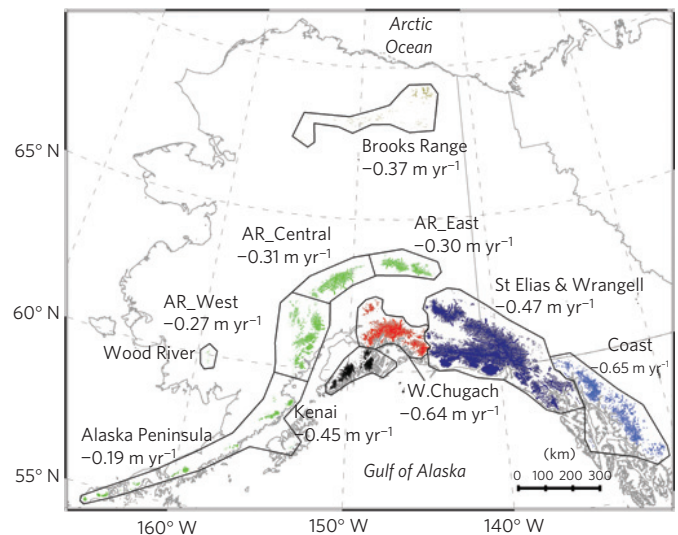 Arctic
Ocean
65° N
Brooks Range
−0.37 m yr⁻¹
AR_Central
−0.31 m yr⁻¹
AR_East
−0.30 m yr⁻¹
St Elias & Wrangell
−0.47 m yr⁻¹
AR_West
−0.27 m yr⁻¹
60° N
Wood River
Coast
−0.65 m yr⁻¹
W.Chugach
−0.64 m yr⁻¹
Kenai
−0.45 m yr⁻¹
Alaska Peninsula
−0.19 m yr⁻¹
Gulf of Alaska
(km)
0 100 200 300
55° N
160° W 150° W 140° W